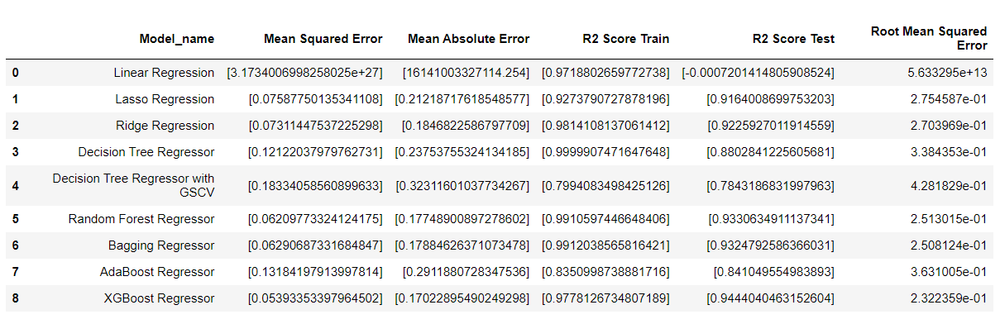 Model_name Mean Squared Error Mean Absolute Error R2 Score Train R2 Score Test Root Mean Squared Error
0 Linear Regression [3.1734006998258025e+27] [16141003327114.254] [0.9718802659772738] [-0.0007201414805908524] 5.633295e+13
1 Lasso Regression [0.07587750135341108] [0.21218717618548577] [0.9273790727878196] [0.9164008699753203] 2.754587e-01
2 Ridge Regression [0.07311447537225298] [0.1846822586797709] [0.9814108137061412] [0.9225927011914559] 2.703969e-01
3 Decision Tree Regressor [0.12122037979762731] [0.23753755324134185] [0.9999907471647648] [0.8802841225605681] 3.384353e-01
4 Decision Tree Regressor with GSCV [0.18334058560899633] [0.32311601037734267] [0.7994083498425126] [0.7843186831997963] 4.281829e-01
5 Random Forest Regressor [0.06209773324124175] [0.17748900897278602] [0.9910597446648406] [0.9330634911137341] 2.513015e-01
6 Bagging Regressor [0.06290687331684847] [0.17884626371073478] [0.9912038565816421] [0.9324792586366031] 2.508124e-01
7 AdaBoost Regressor [0.13184197913997814] [0.2911880728347536] [0.8350998738881716] [0.841049554983893] 3.631005e-01
8 XGBoost Regressor [0.05393353397964502] [0.17022895490249298] [0.9778126734807189] [0.9444040463152604] 2.322359e-01